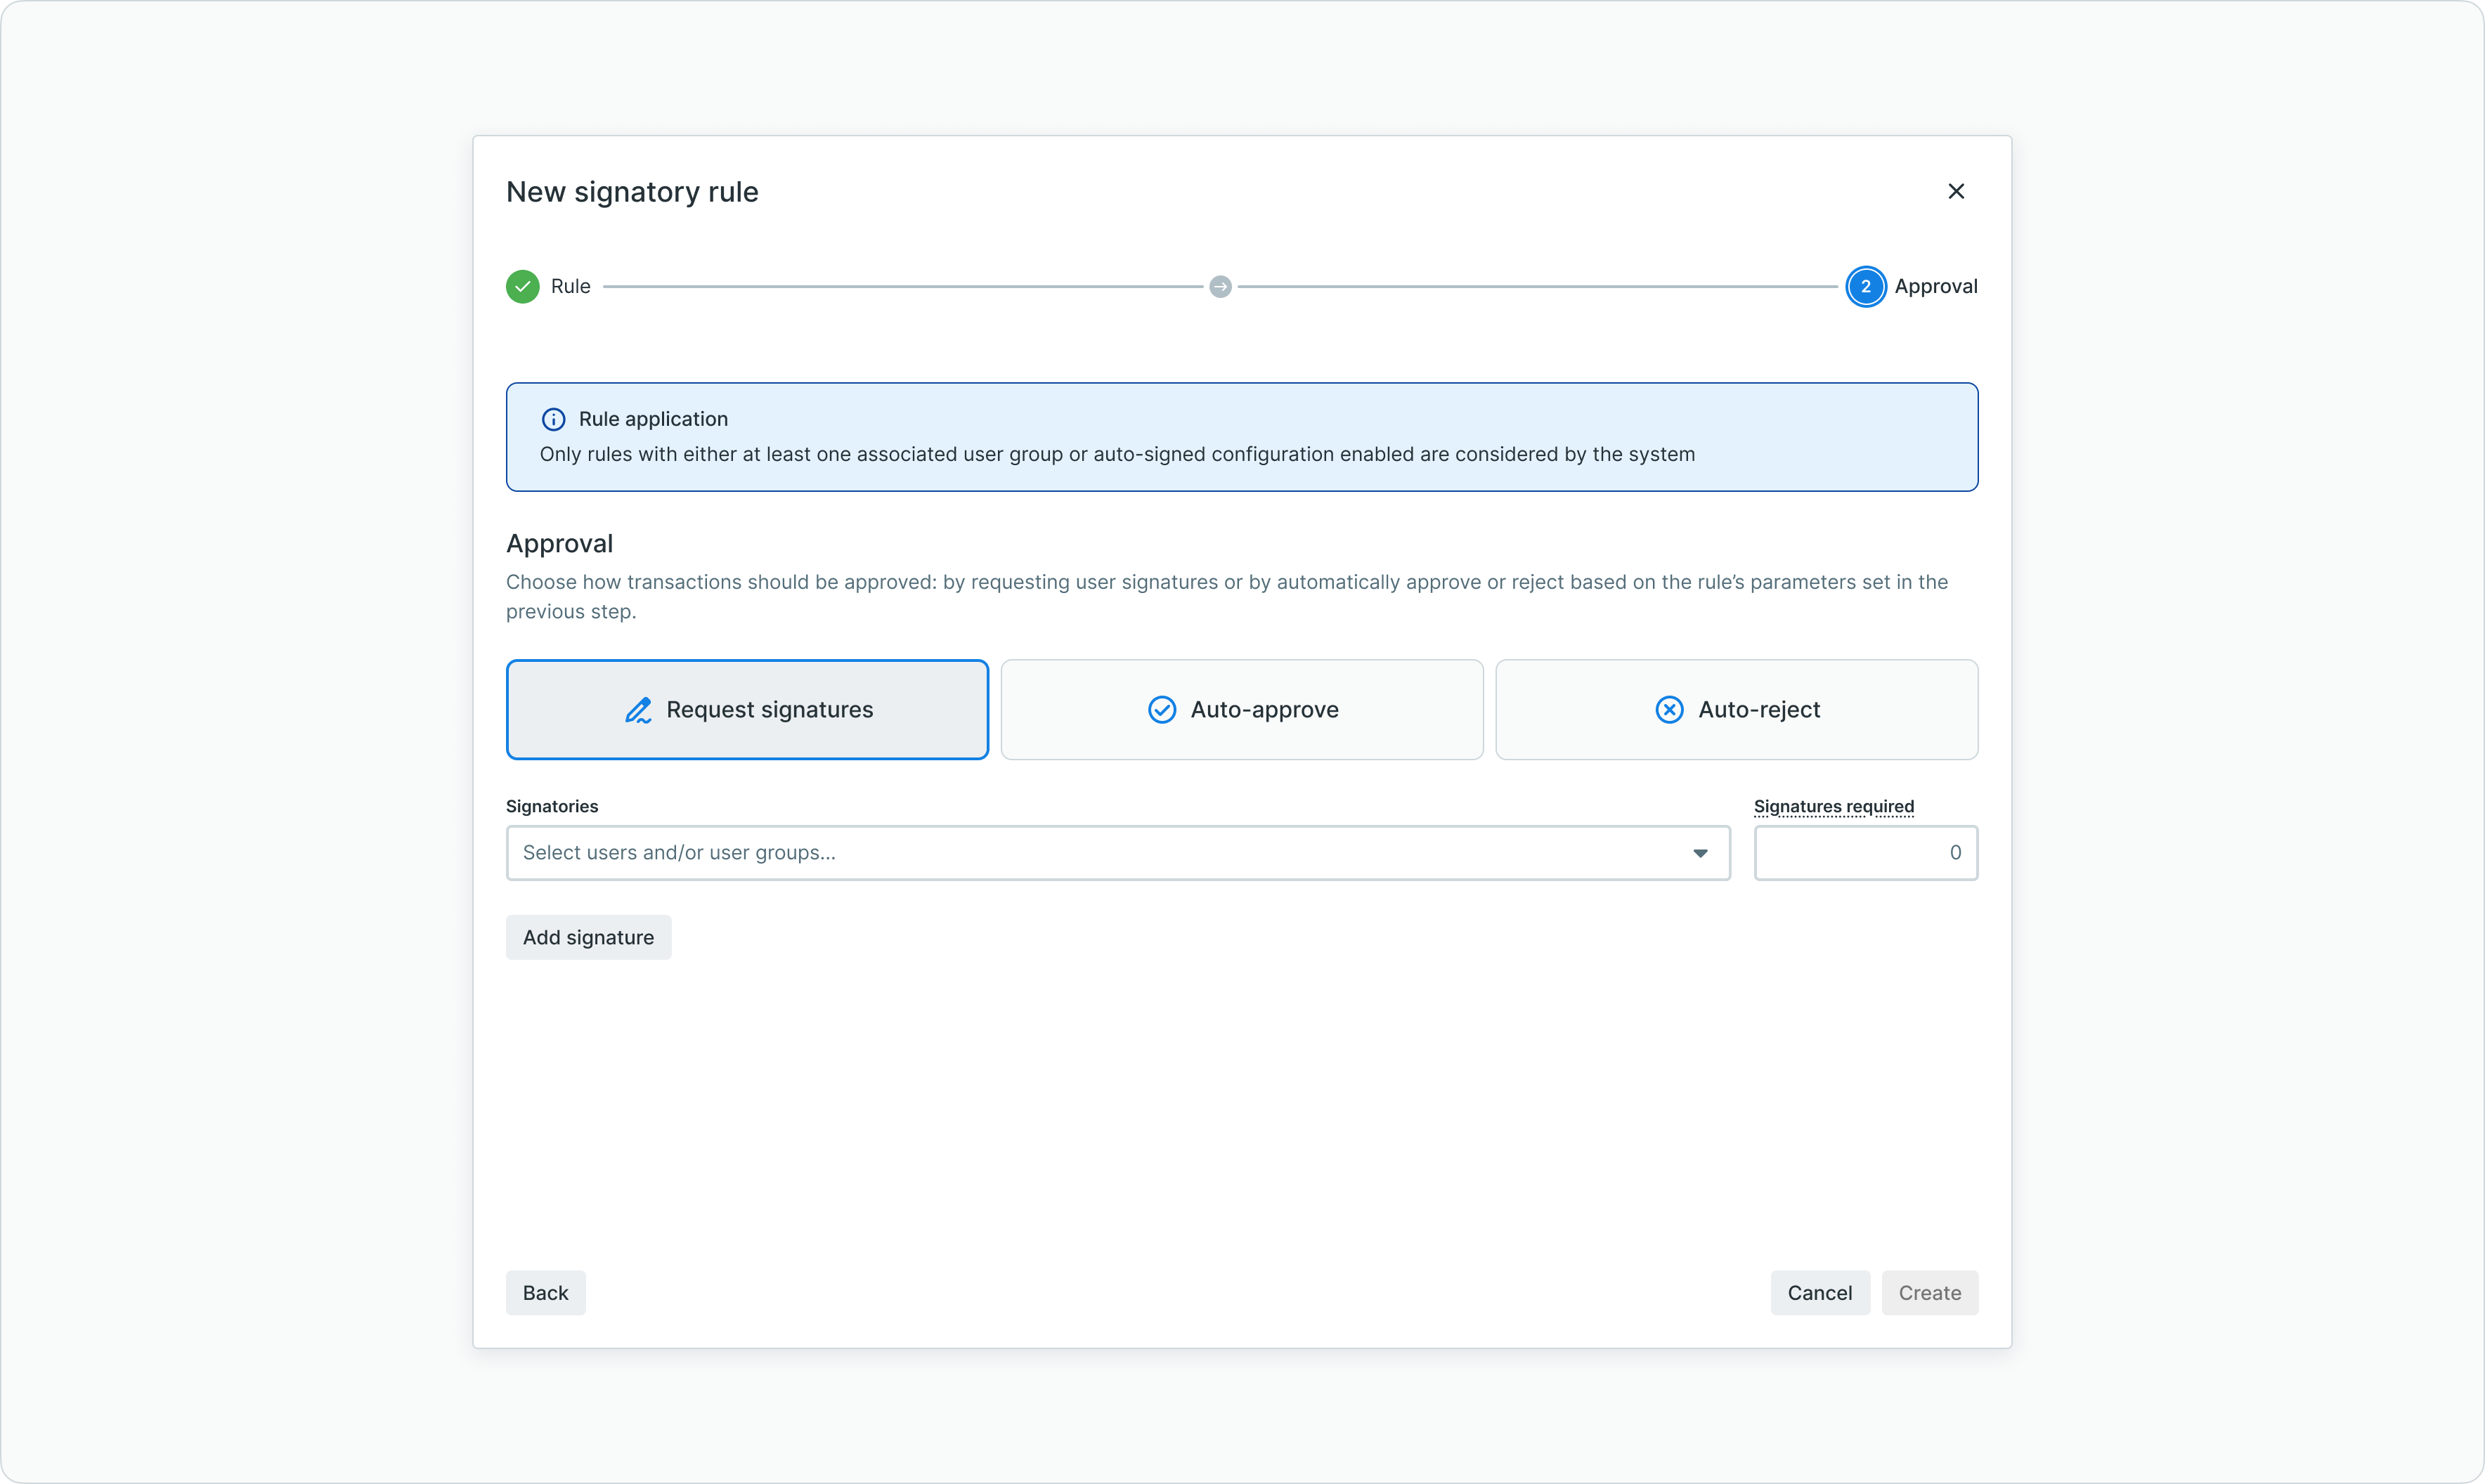 New signatory rule
Rule
2
Approval
Rule application
Only rules with either at least one associated user group or auto-signed configuration enabled are considered by the system
Approval
Choose how transactions should be approved: by requesting user signatures or by automatically approve or reject based on the rule’s parameters set in the
previous step.
Request signatures
Auto-approve
Auto-reject
Signatories
Signatures required
Select users and/or user groups...
0
Add signature
Back
Cancel
Create